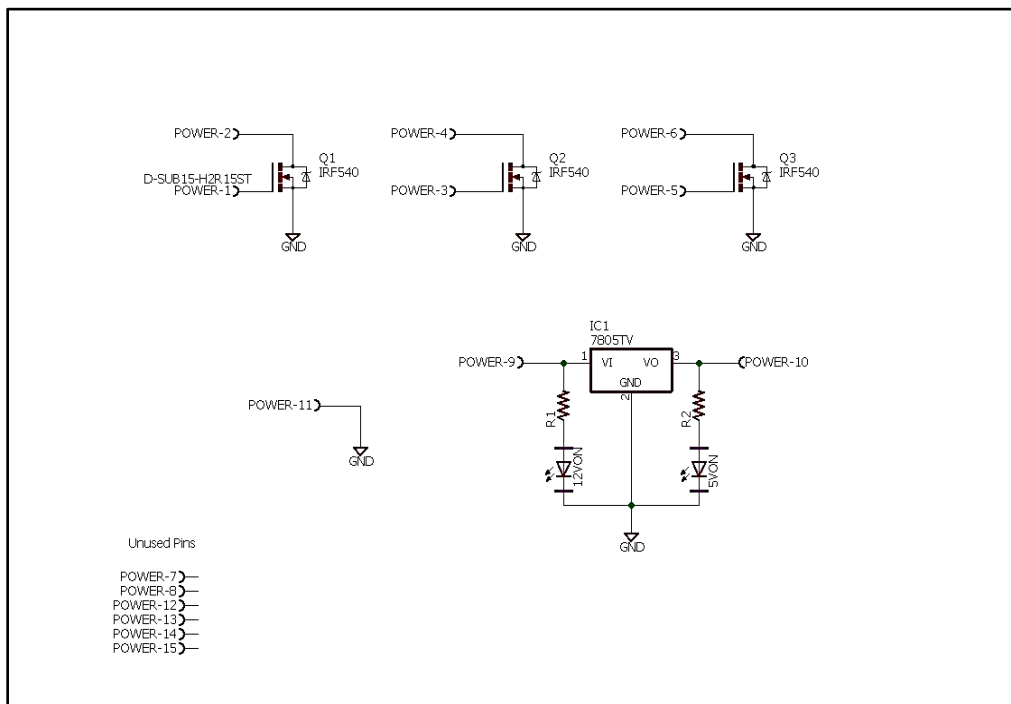 POWER-2
POWER-4
POWER-6
Q1
IRF540
Q2
IRF540
Q3
IRF540
D-SUB15-H2R15ST
POWER-1
POWER-3
POWER-5
GND
GND
GND
IC1
7805TV
POWER-9
1
VI
VO
3
POWER-10
GND
2
R1
R2
POWER-11
GND
12VON
5VON
GND
Unused Pins
POWER-7
POWER-8
POWER-12
POWER-13
POWER-14
POWER-15